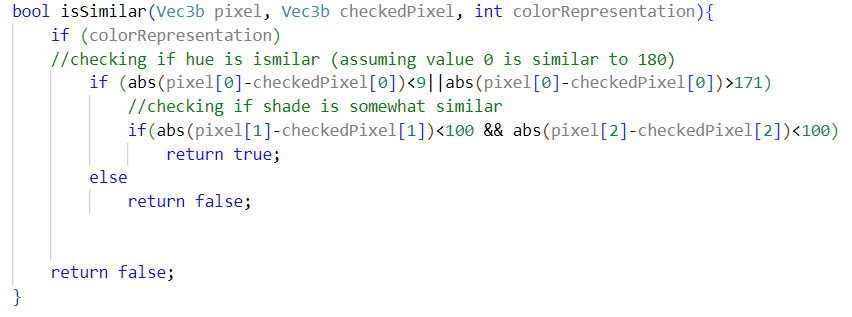 bool isSimilar(Vec3b pixel, Vec3b checkedPixel, int colorRepresentation){
    if (colorRepresentation)
    //checking if hue is ismilar (assuming value 0 is similar to 180)
        if (abs(pixel[0]-checkedPixel[0])<9||abs(pixel[0]-checkedPixel[0])>171)
            //checking if shade is somewhat similar
            if(abs(pixel[1]-checkedPixel[1])<100 && abs(pixel[2]-checkedPixel[2])<100)
                return true;
        else
            return false;
    return false;
}